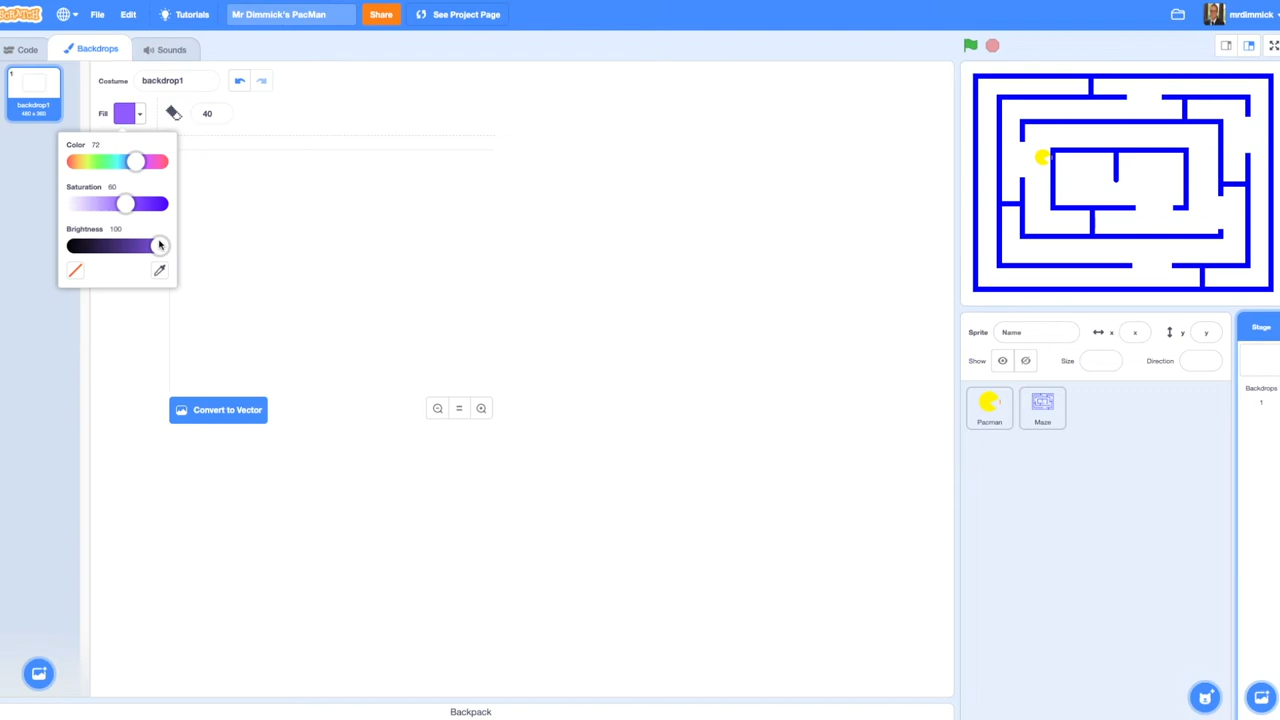 SCRATCH File Edit Tutorials Mr Dimmick's PacMan Share See Project Page mrdimmick
Code Backdrops Sounds
1
backdrop1
480 x 360
Costume backdrop1
Fill 40
Color 72
Saturation 60
Brightness 100
Convert to Vector
Sprite Name x x y y
Show Size Direction
Pacman
Maze
Stage
Backdrops
1
Backpack